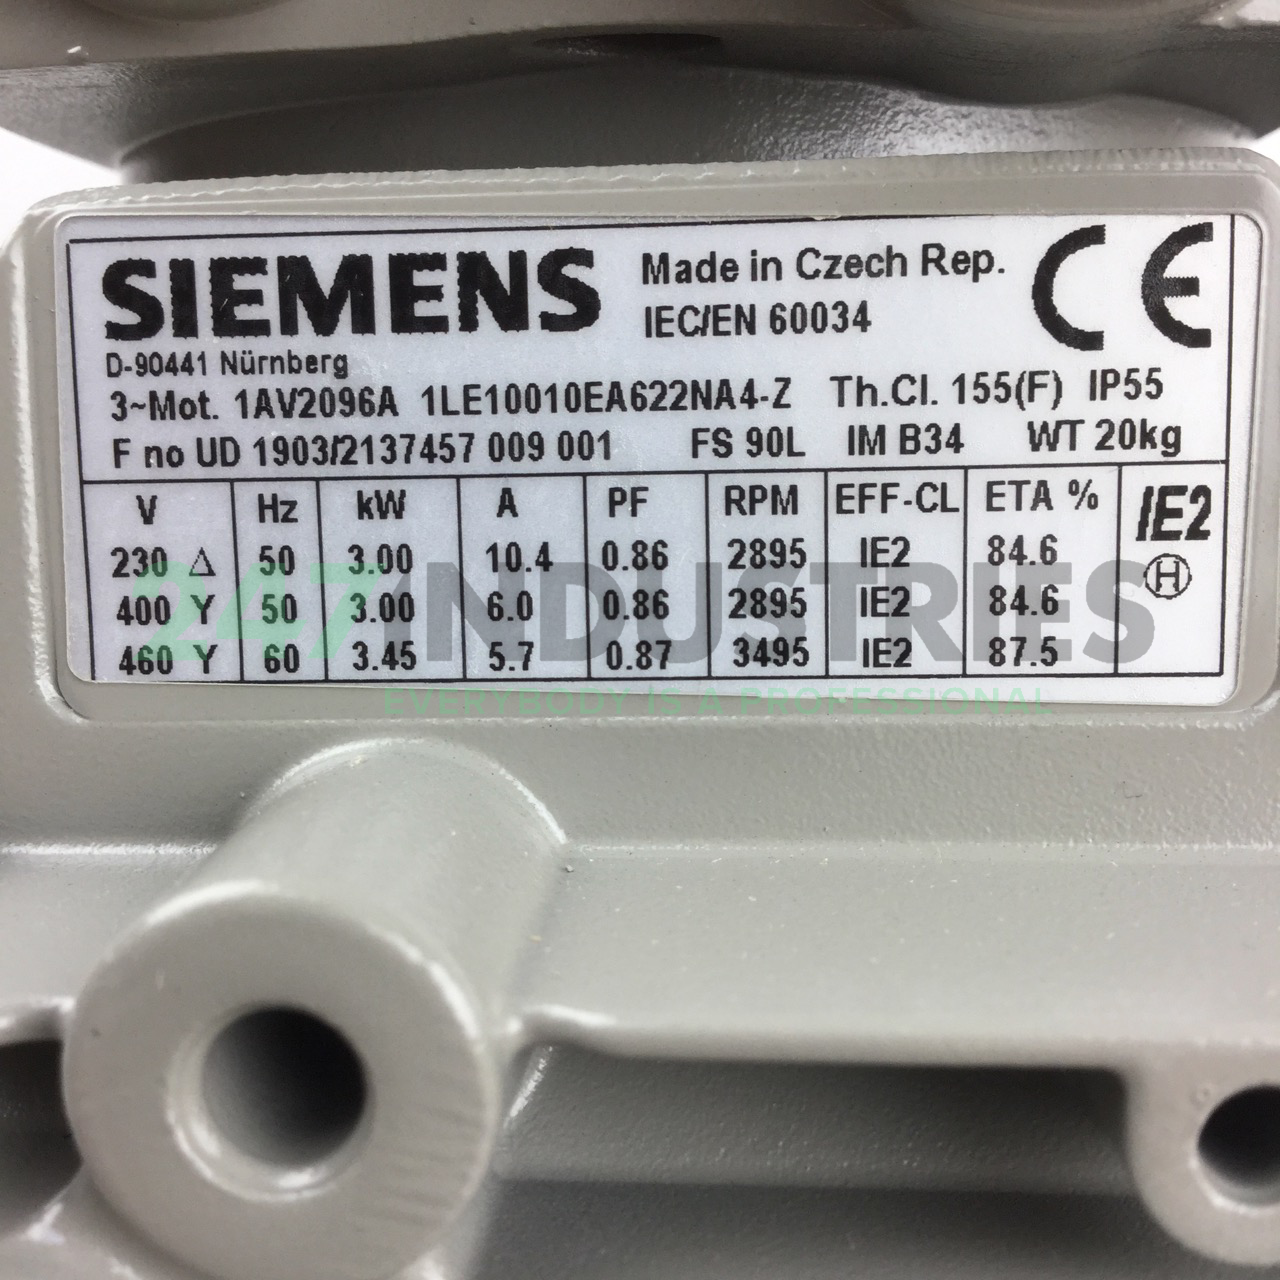 SIEMENS
Made in Czech Rep.
IEC/EN 60034
CE
D-90441 Nürnberg
3~Mot. 1AV2096A 1LE10010EA622NA4-Z Th.Cl. 155(F) IP55
F no UD 1903/2137457 009 001 FS 90L IM B34 WT 20kg
V Hz kW A PF RPM EFF-CL ETA % IE2
230 Δ 50 3.00 10.4 0.86 2895 IE2 84.6 H
400 Y 50 3.00 6.0 0.86 2895 IE2 84.6
460 Y 60 3.45 5.7 0.87 3495 IE2 87.5
247INDUSTRIES
EVERYBODY IS A PROFESSIONAL